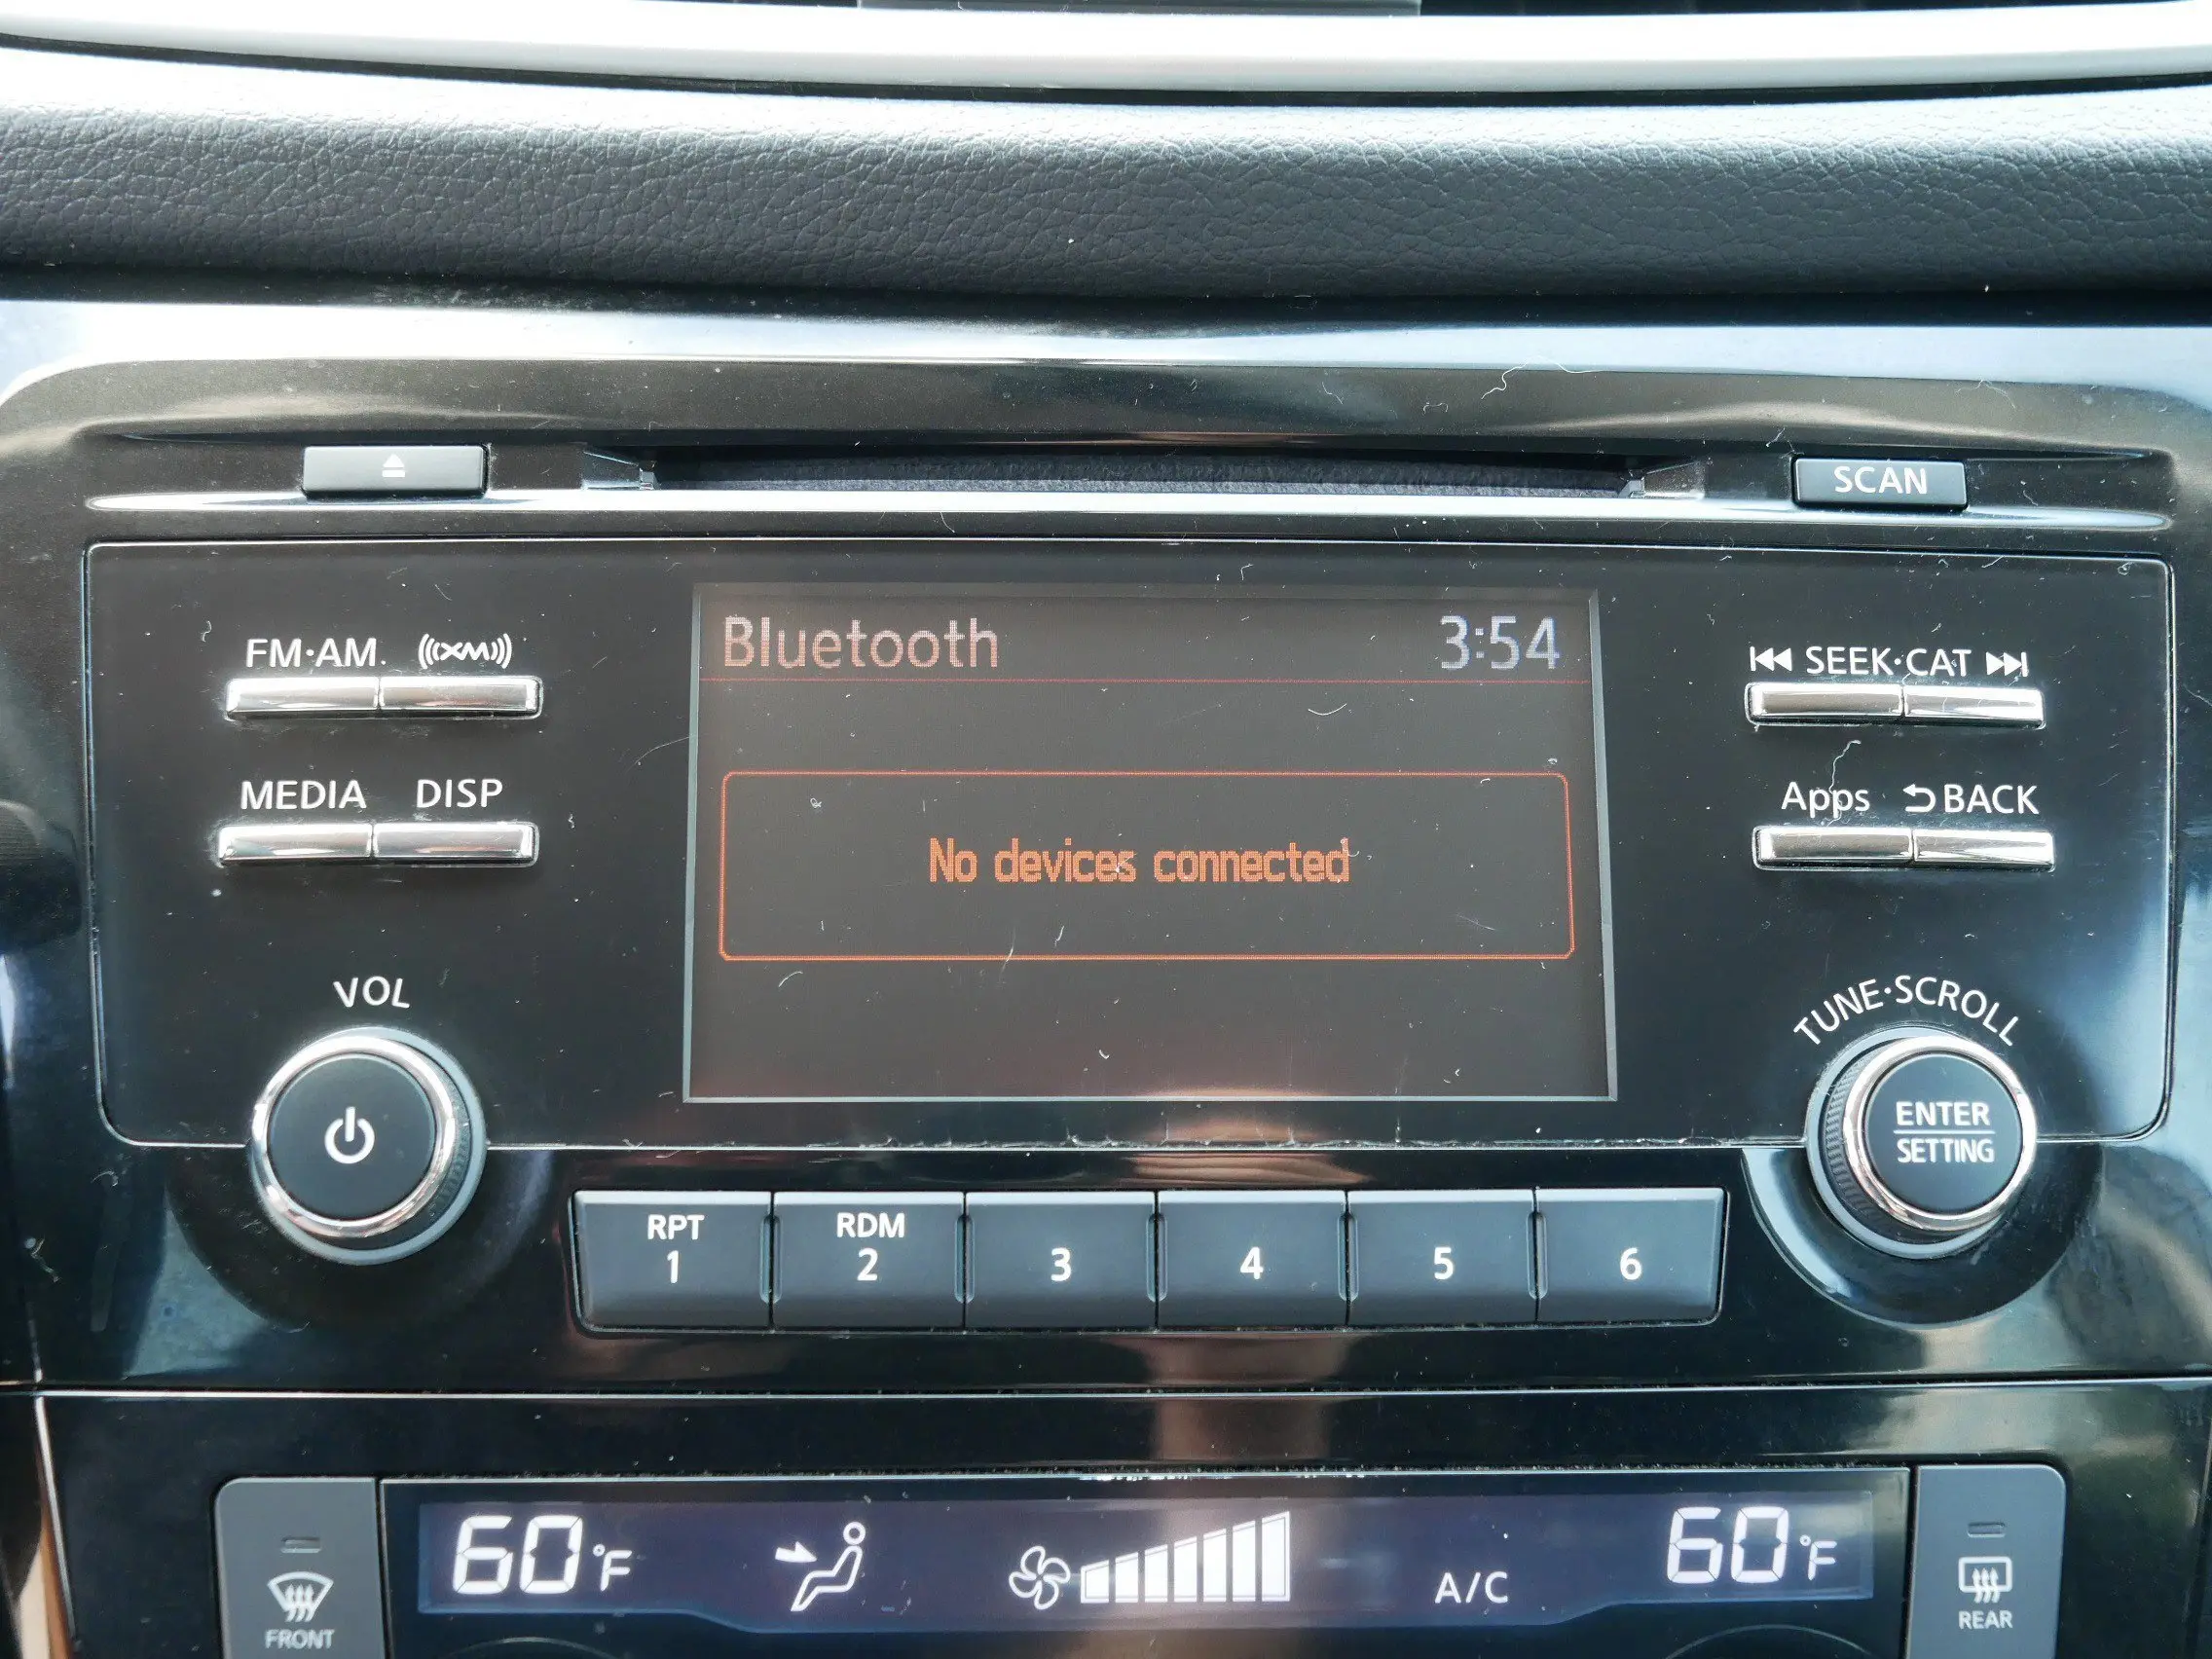 SCAN
FM·AM
XM
Bluetooth
3:54
SEEK·CAT
MEDIA
DISP
Apps
BACK
No devices connected
VOL
TUNE·SCROLL
ENTER
SETTING
RPT
1
RDM
2
3
4
5
6
60°F
A/C
60°F
FRONT
REAR